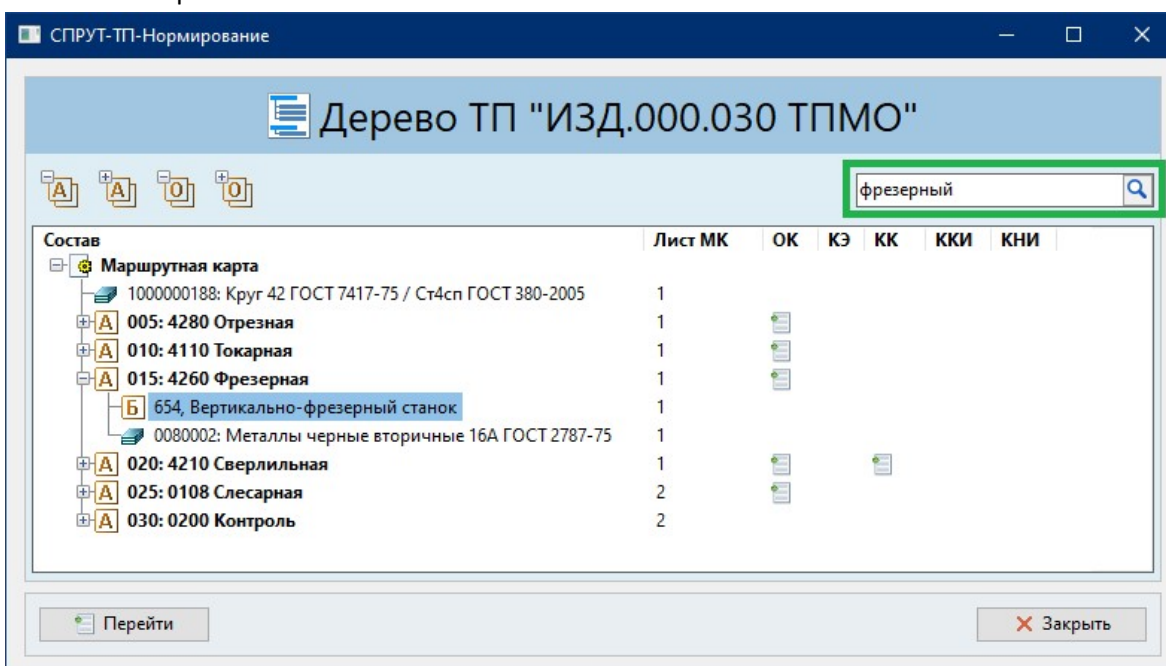 СПРУТ-ТП-Нормирование
Дерево ТП "ИЗД.000.030 ТПМО"
А А О О
фрезерный
Состав Лист МК ОК КЭ КК ККИ КНИ
Маршрутная карта
1000000188: Круг 42 ГОСТ 7417-75 / Ст4сп ГОСТ 380-2005 1
А 005: 4280 Отрезная 1
А 010: 4110 Токарная 1
А 015: 4260 Фрезерная 1
Б 654, Вертикально-фрезерный станок 1
0080002: Металлы черные вторичные 16А ГОСТ 2787-75 1
А 020: 4210 Сверлильная 1
А 025: 0108 Слесарная 2
А 030: 0200 Контроль 2
Перейти Закрыть